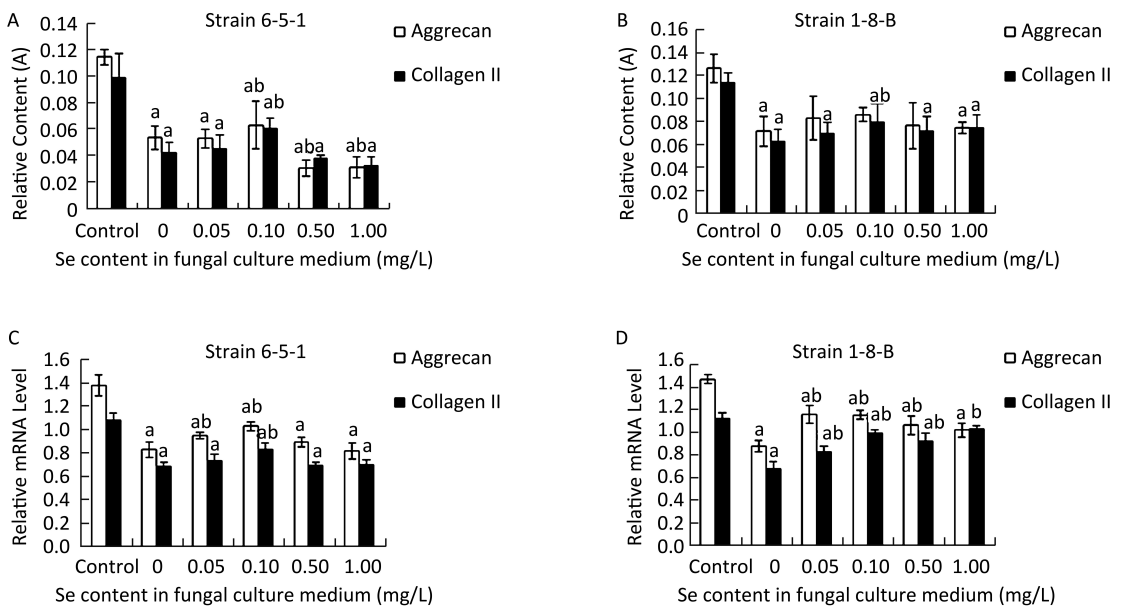 A
Strain 6-5-1
Relative Content (A)
0.14
0.12
0.10
0.08
0.06
0.04
0.02
0
a a a a ab ab aba aba
Control 0 0.05 0.10 0.50 1.00
Se content in fungal culture medium (mg/L)
Aggrecan
Collagen II
B
Strain 1-8-B
Relative Content (A)
0.16
0.14
0.12
0.10
0.08
0.06
0.04
0.02
0
a a a ab a a a
Control 0 0.05 0.10 0.50 1.00
Se content in fungal culture medium (mg/L)
Aggrecan
Collagen II
C
Strain 6-5-1
Relative mRNA Level
1.6
1.4
1.2
1.0
0.8
0.6
0.4
0.2
0.0
a a ab a ab ab a a a a
Control 0 0.05 0.10 0.50 1.00
Se content in fungal culture medium (mg/L)
Aggrecan
Collagen II
D
Strain 1-8-B
Relative mRNA Level
1.6
1.4
1.2
1.0
0.8
0.6
0.4
0.2
0.0
a a ab ab ab ab ab ab a b
Control 0 0.05 0.10 0.50 1.00
Se content in fungal culture medium (mg/L)
Aggrecan
Collagen II